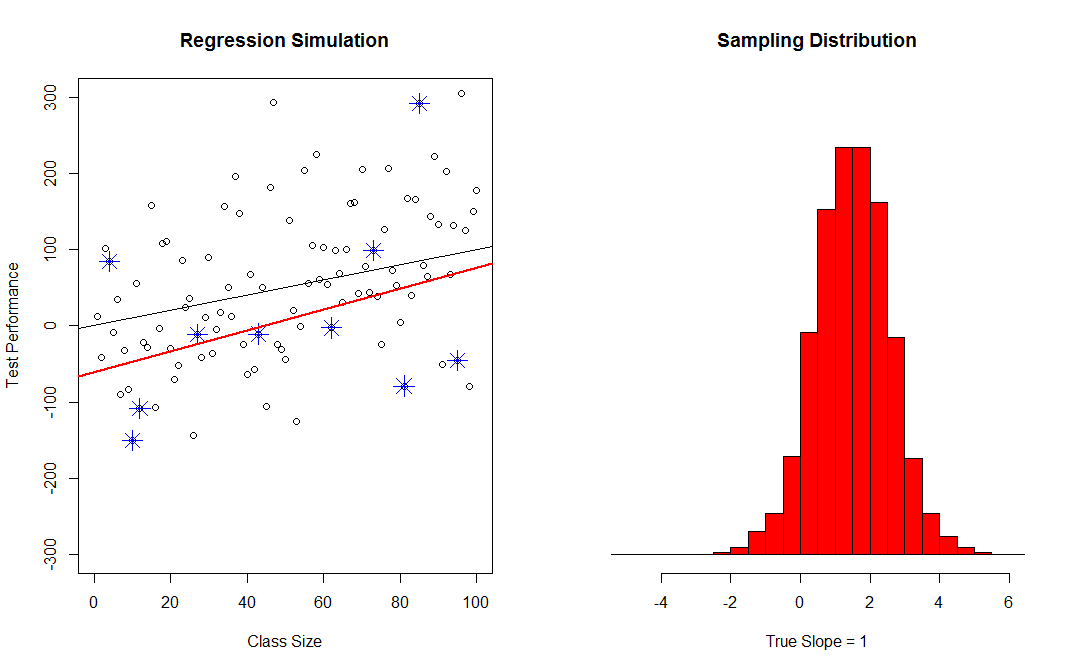 Regression Simulation
Test Performance
300
200
100
0
-100
-200
-300
0 20 40 60 80 100
Class Size
Sampling Distribution
-4 -2 0 2 4 6
True Slope = 1